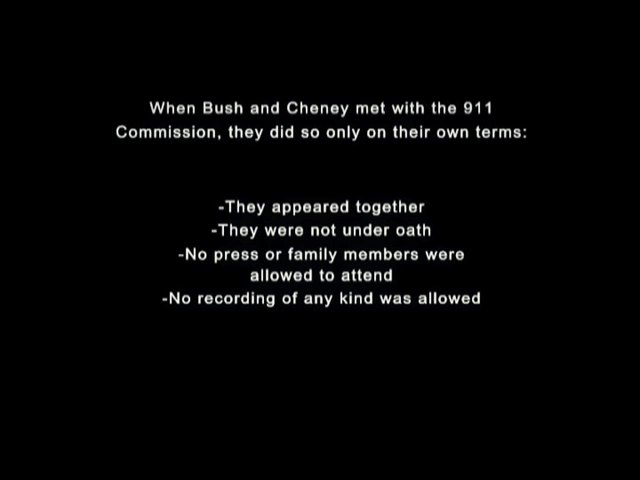 When Bush and Cheney met with the 911
Commission, they did so only on their own terms:
-They appeared together
-They were not under oath
-No press or family members were
allowed to attend
-No recording of any kind was allowed